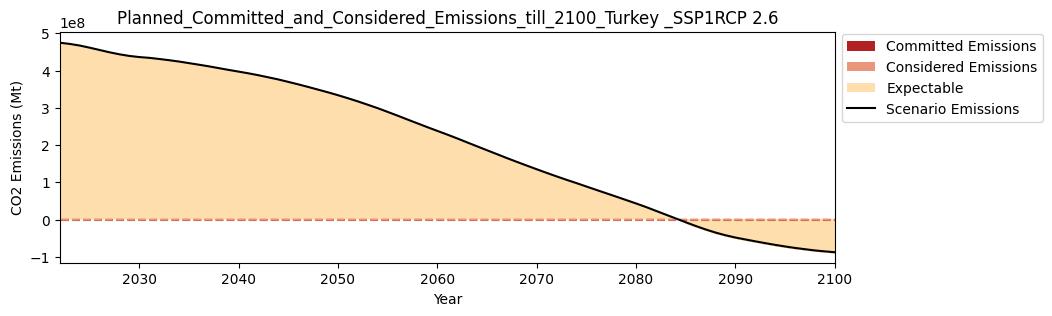 Planned_Committed_and_Considered_Emissions_till_2100_Turkey _SSP1RCP 2.6
1e8
5
4
3
2
1
0
−1
CO2 Emissions (Mt)
2030 2040 2050 2060 2070 2080 2090 2100
Year
Committed Emissions
Considered Emissions
Expectable
Scenario Emissions